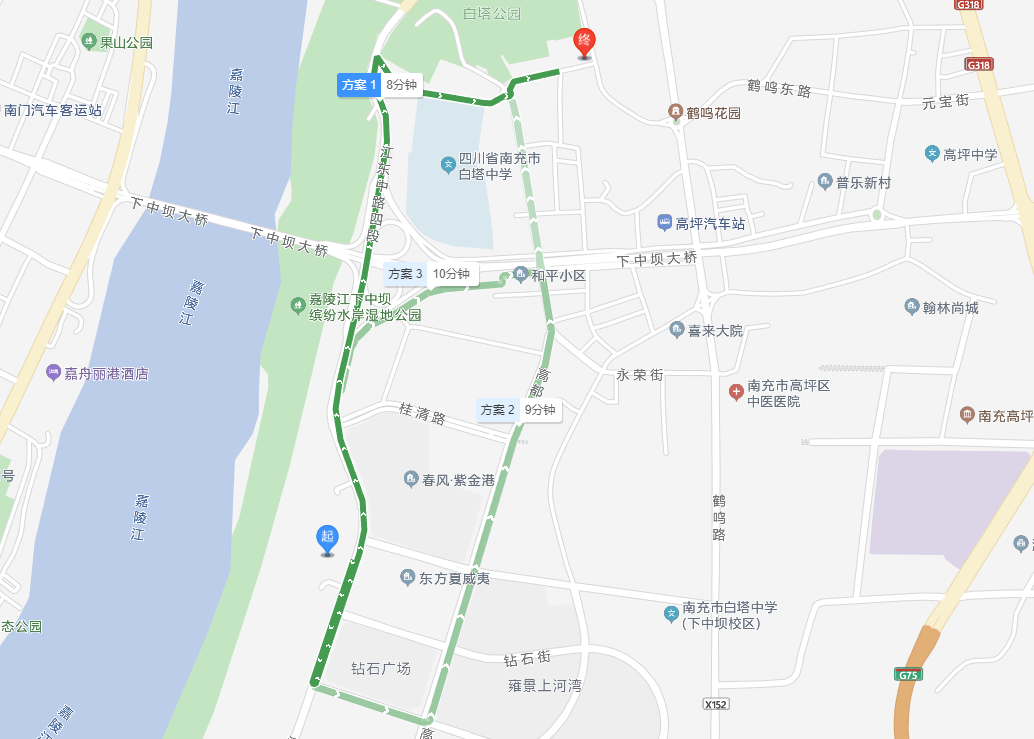 G318
白塔公园
果山公园
终
G318
嘉陵江
方案 1 8分钟
鹤鸣东路
元宝街
南门汽车客运站
鹤鸣花园
江东中路四段
四川省南充市
白塔中学
高坪中学
普乐新村
下中坝大桥
下中坝大桥
高坪汽车站
下中坝大桥
方案 3 10分钟
和平小区
嘉陵江
嘉陵江下中坝
缤纷水岸湿地公园
翰林尚城
喜来大院
嘉舟丽港酒店
高都
永荣街
南充市高坪区
中医医院
方案 2 9分钟
桂清路
南充高坪
号
春风·紫金港
嘉陵江
鹤鸣路
起
东方夏威夷
南充市白塔中学
(下中坝校区)
态公园
钻石广场
钻石街
雍景上河湾
G75
X152
嘉陵江
高